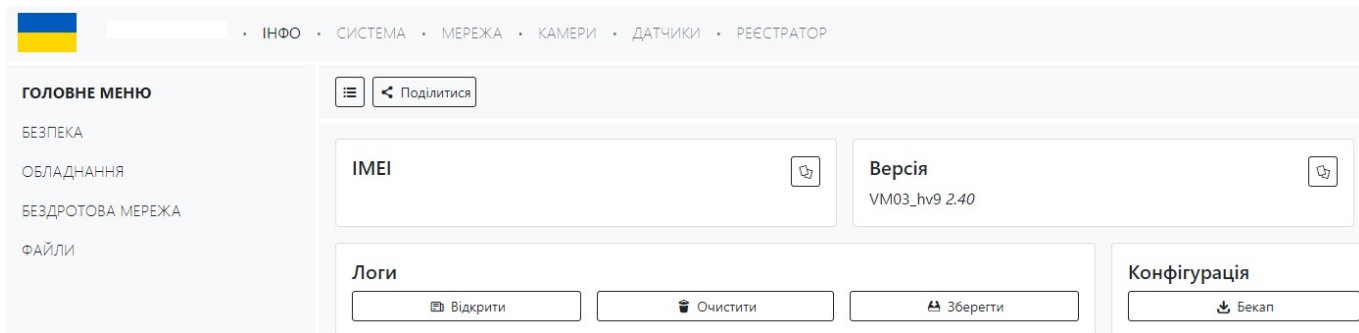 • ІНФО • СИСТЕМА • МЕРЕЖА • КАМЕРИ • ДАТЧИКИ • РЕЄСТРАТОР
ГОЛОВНЕ МЕНЮ
БЕЗПЕКА
ОБЛАДНАННЯ
БЕЗДРОТОВА МЕРЕЖА
ФАЙЛИ
Поділитися
IMEI
Версія
VM03_hv9 2.40
Логи
Відкрити Очистити Зберегти
Конфігурація
Бекап